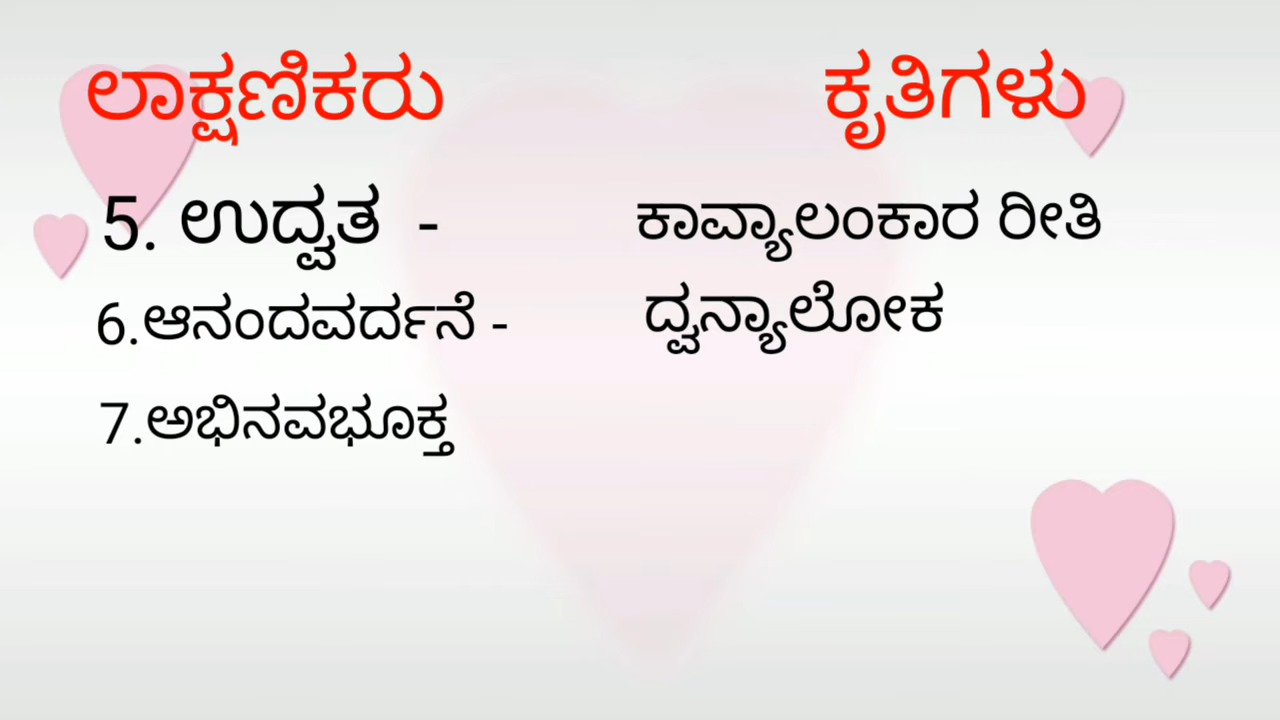 ಲಾಕ್ಷಣಿಕರು ಕೃತಿಗಳು
5. ಉದ್ವತ - ಕಾವ್ಯಾಲಂಕಾರ ರೀತಿ
6.ಆನಂದವರ್ದನೆ - ದ್ವನ್ಯಾಲೋಕ
7.ಅಭಿನವಭೂಕ್ತ